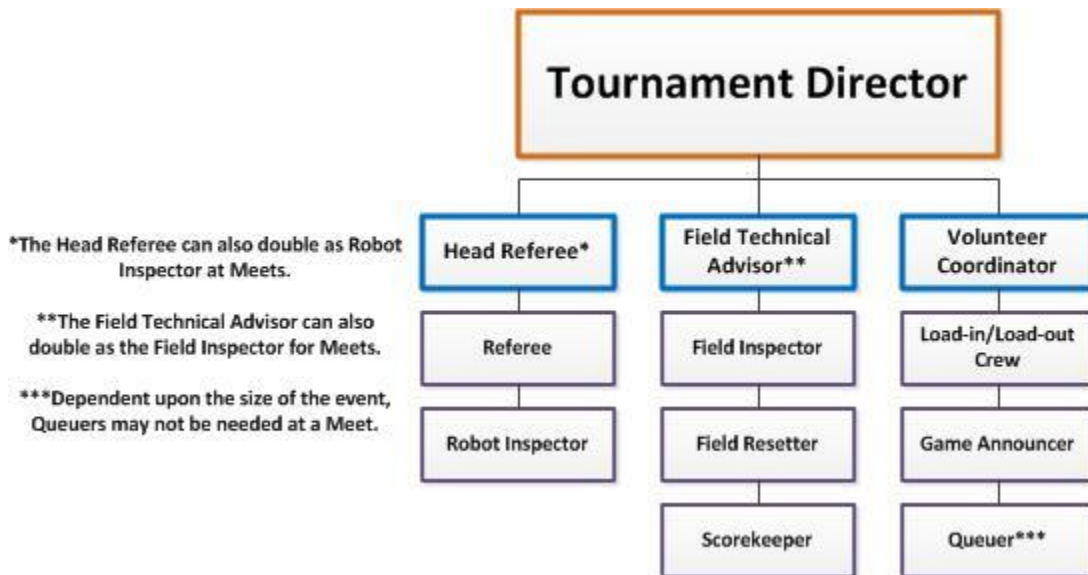 Tournament Director
*The Head Referee can also double as Robot
Inspector at Meets.
**The Field Technical Advisor can also
double as the Field Inspector for Meets.
***Dependent upon the size of the event,
Queuers may not be needed at a Meet.
Head Referee*
Referee
Robot Inspector
Field Technical
Advisor**
Field Inspector
Field Resetter
Scorekeeper
Volunteer
Coordinator
Load-in/Load-out
Crew
Game Announcer
Queuer***